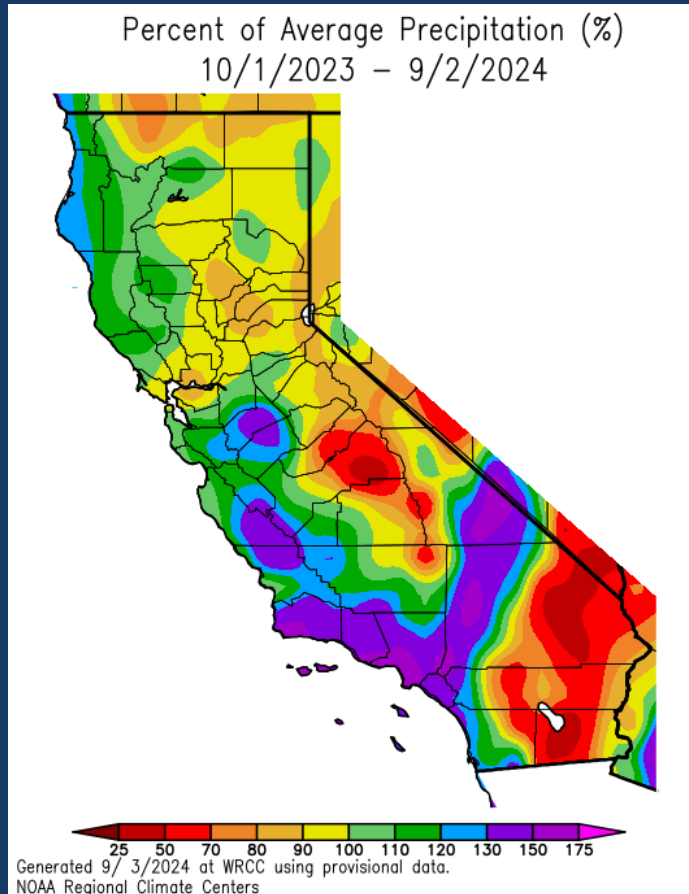 Percent of Average Precipitation (%)
10/1/2023 – 9/2/2024
25 50 70 80 90 100 110 120 130 150 175
Generated 9/ 3/2024 at WRCC using provisional data.
NOAA Regional Climate Centers